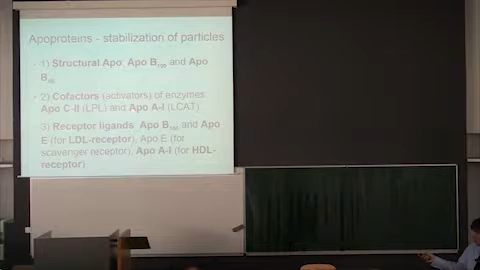 Apoproteins - stabilization of particles
1) Structural Apo: Apo B100 and Apo
B48
2) Cofactors (activators) of enzymes:
Apo C-II (LPL) and Apo A-I (LCAT)
3) Receptor ligands: Apo B100 and Apo
E (for LDL-receptor), Apo E (for
scavenger receptor), Apo A-I (for HDL-
receptor)